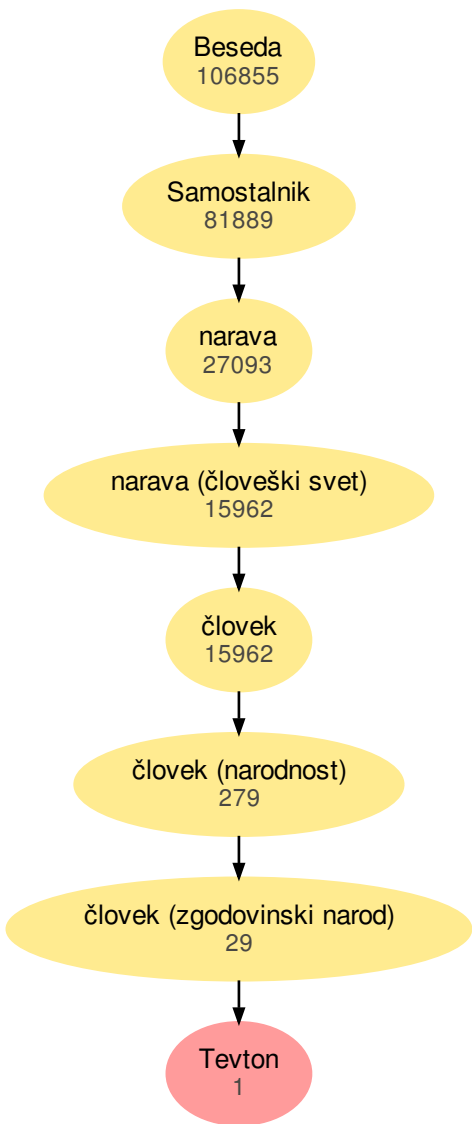 Beseda
106855
Samostalnik
81889
narava
27093
narava (človeški svet)
15962
človek
15962
človek (narodnost)
279
človek (zgodovinski narod)
29
Tevton
1